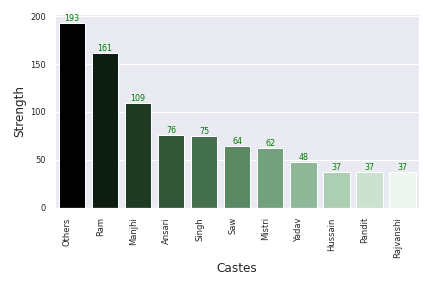 200
150
100
50
0
Strength
193
161
109
76
75
64
62
48
37
37
37
Others
Ram
Manjhi
Ansari
Singh
Saw
Mistri
Yadav
Hussain
Pandit
Rajvanshi
Castes